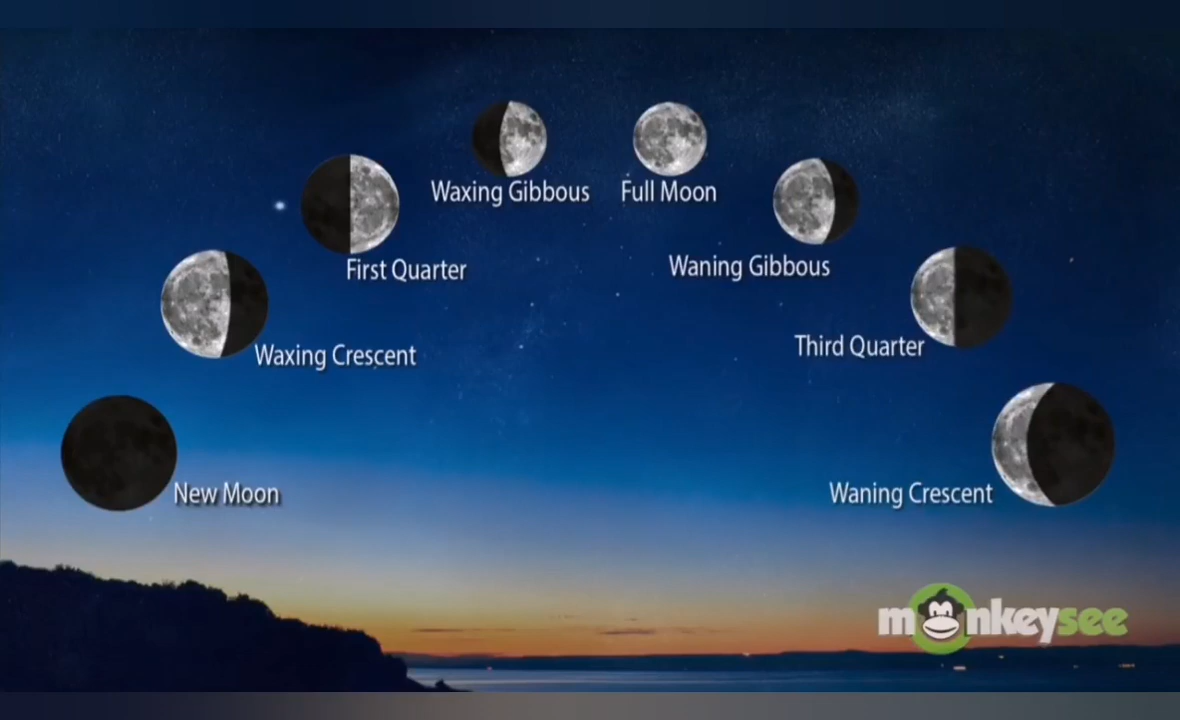 Waxing Gibbous
Full Moon
First Quarter
Waning Gibbous
Waxing Crescent
Third Quarter
New Moon
Waning Crescent
monkeysee